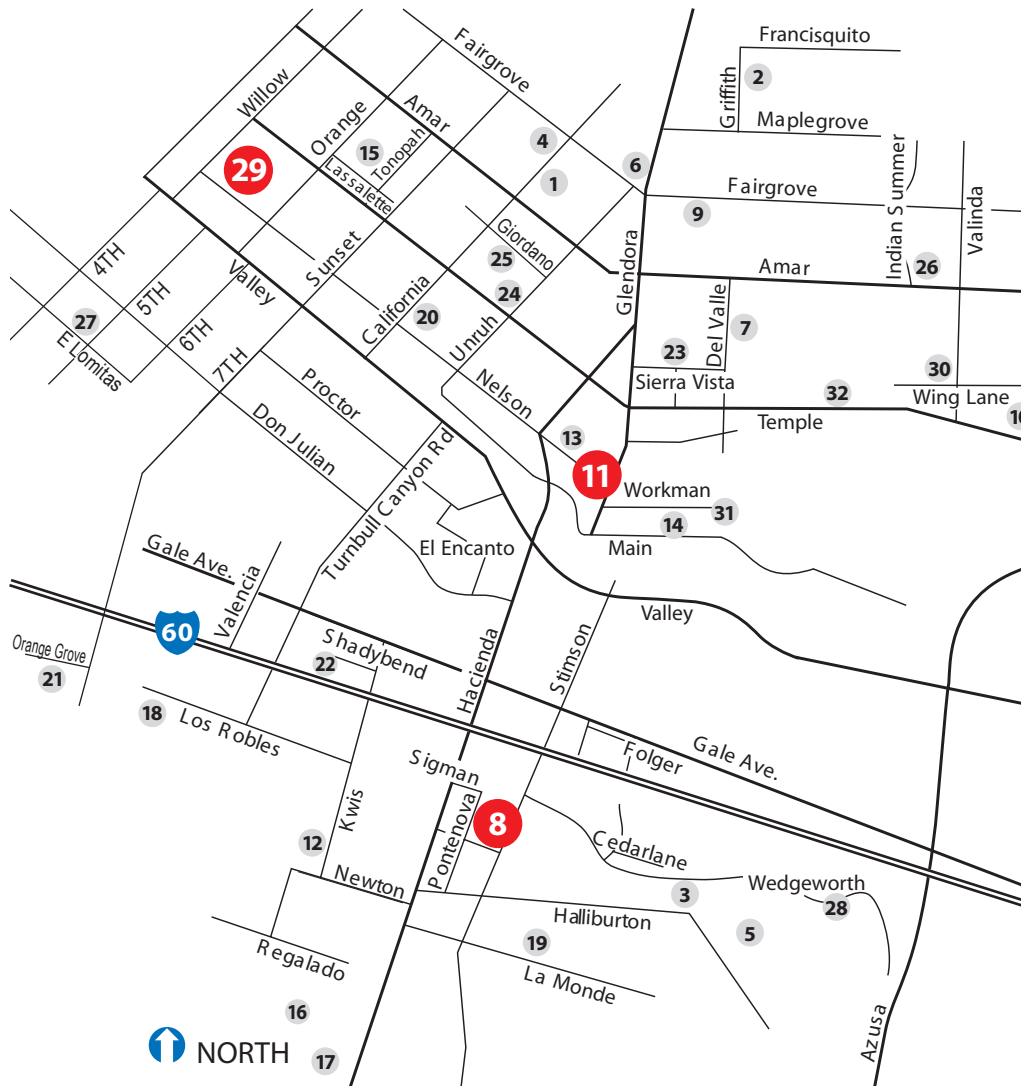 Francisquito
Fairgrove
Griffith
2
Willow
Amar
Orange
Maplegrove
15
Tonopah
4
29
Lassalette
6
1
Fairgrove
Indian Summer
9
Valinda
Giordano
4TH
Valley
Sunset
25
Glendora
Amar
26
5TH
24
California
20
Del Valle
7
27
6TH
Unruh
23
El Lomitas
7TH
Proctor
Nelson
Sierra Vista
30
32
Wing Lane
Temple
Don Julian
13
11
Turnbull Canyon Rd
Workman
31
14
El Encanto
Main
Gale Ave.
Valencia
Valley
60
Orange Grove
Shadybend
22
Hacienda
Stimson
21
18
Los Robles
Gale Ave.
Folger
Sigman
8
Pontenova
Kwis
12
Cedarlane
Newton
Wedgeworth
3
28
Halliburton
5
19
Regalado
La Monde
16
Azusa
NORTH
17